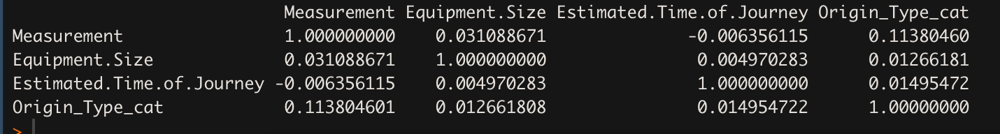 Measurement Equipment.Size Estimated.Time.of.Journey Origin_Type_cat
Measurement 1.000000000 0.031088671 -0.006356115 0.11380460
Equipment.Size 0.031088671 1.000000000 0.004970283 0.01266181
Estimated.Time.of.Journey -0.006356115 0.004970283 1.000000000 0.01495472
Origin_Type_cat 0.113804601 0.012661808 0.014954722 1.00000000
>